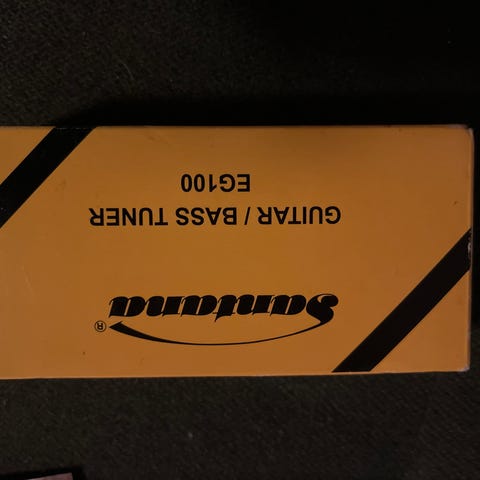 Santana®
GUITAR / BASS TUNER
EG100